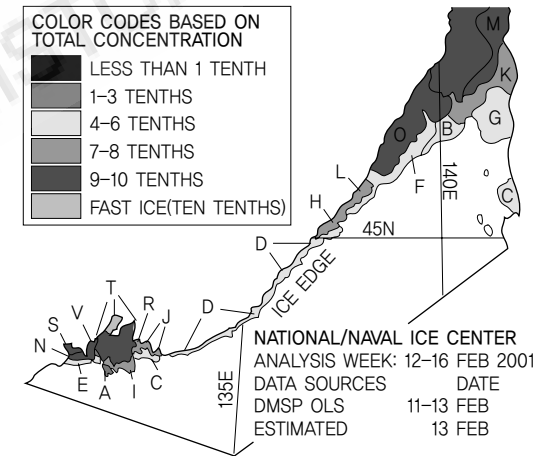 COLOR CODES BASED ON
TOTAL CONCENTRATION
LESS THAN 1 TENTH
1–3 TENTHS
4–6 TENTHS
7–8 TENTHS
9–10 TENTHS
FAST ICE(TEN TENTHS)
M
K
G
B
O
F
140E
C
L
H
45N
D
ICE EDGE
D
T
V
R
J
S
N
E
A
I
C
135E
NATIONAL/NAVAL ICE CENTER
ANALYSIS WEEK: 12–16 FEB 2001
DATA SOURCES DATE
DMSP OLS 11–13 FEB
ESTIMATED 13 FEB